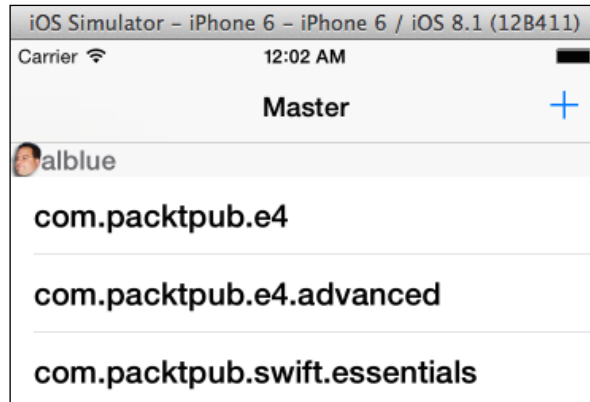 iOS Simulator – iPhone 6 – iPhone 6 / iOS 8.1 (12B411)
Carrier 12:02 AM
Master +
alblue
com.packtpub.e4
com.packtpub.e4.advanced
com.packtpub.swift.essentials